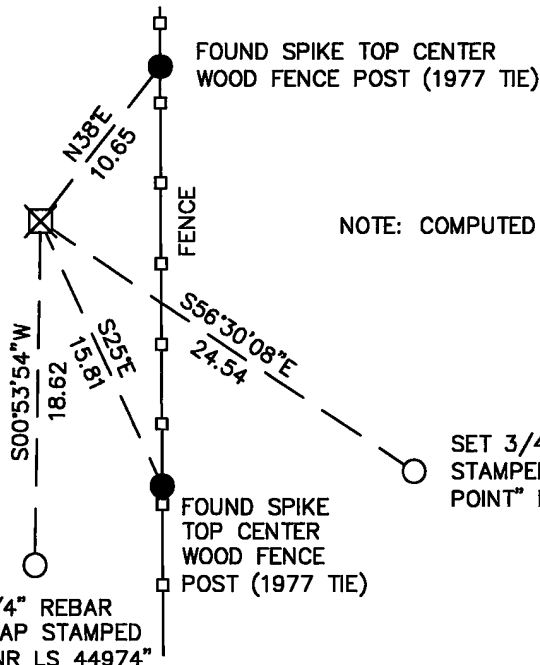 FOUND SPIKE TOP CENTER
WOOD FENCE POST (1977 TIE)
N38°E
10.65
FENCE
NOTE: COMPUTED
S56°30'08"E
24.54
S25°E
15.81
S00°53'54"W
18.62
SET 3/4
STAMPED
POINT"
FOUND SPIKE
TOP CENTER
WOOD FENCE
POST (1977 TIE)
/4" REBAR
AP STAMPED
NR LS 44974"